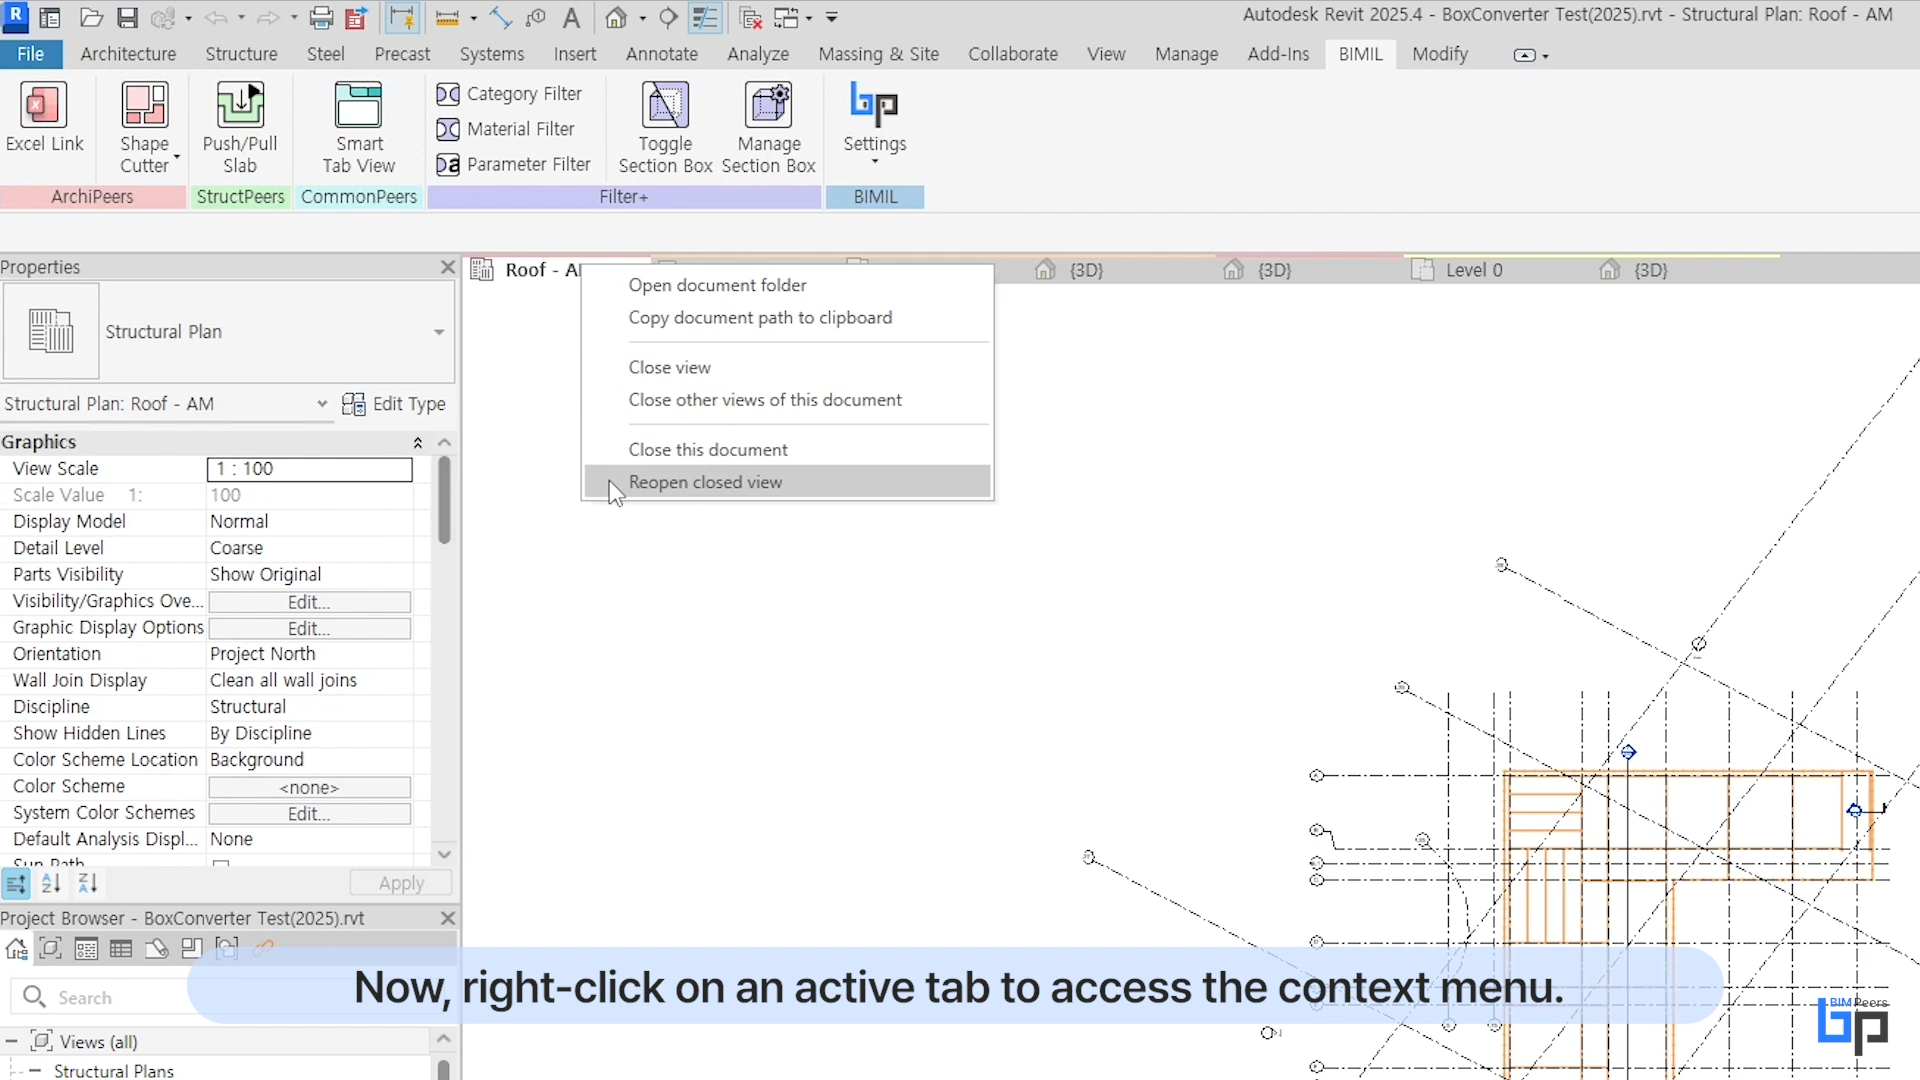 Autodesk Revit 2025.4 - BoxConverter Test(2025).rvt - Structural Plan: Roof - AM
File Architecture Structure Steel Precast Systems Insert Annotate Analyze Massing & Site Collaborate View Manage Add-Ins BIMIL Modify
Excel Link
Shape Cutter
Push/Pull Slab
Smart Tab View
Category Filter
Material Filter
Parameter Filter
Toggle Section Box
Manage Section Box
Settings
ArchiPeers StructPeers CommonPeers Filter+ BIMIL
Properties
Structural Plan
Structural Plan: Roof - AM Edit Type
Graphics
View Scale 1 : 100
Scale Value 1: 100
Display Model Normal
Detail Level Coarse
Parts Visibility Show Original
Visibility/Graphics Ove... Edit...
Graphic Display Options Edit...
Orientation Project North
Wall Join Display Clean all wall joins
Discipline Structural
Show Hidden Lines By Discipline
Color Scheme Location Background
Color Scheme <none>
System Color Schemes Edit...
Default Analysis Displ... None
Sun Path
Apply
Project Browser - BoxConverter Test(2025).rvt
Search
Views (all)
Structural Plans
Roof - AM {3D} {3D} Level 0 {3D}
Open document folder
Copy document path to clipboard
Close view
Close other views of this document
Close this document
Reopen closed view
Now, right-click on an active tab to access the context menu.
BIM Peers
bp